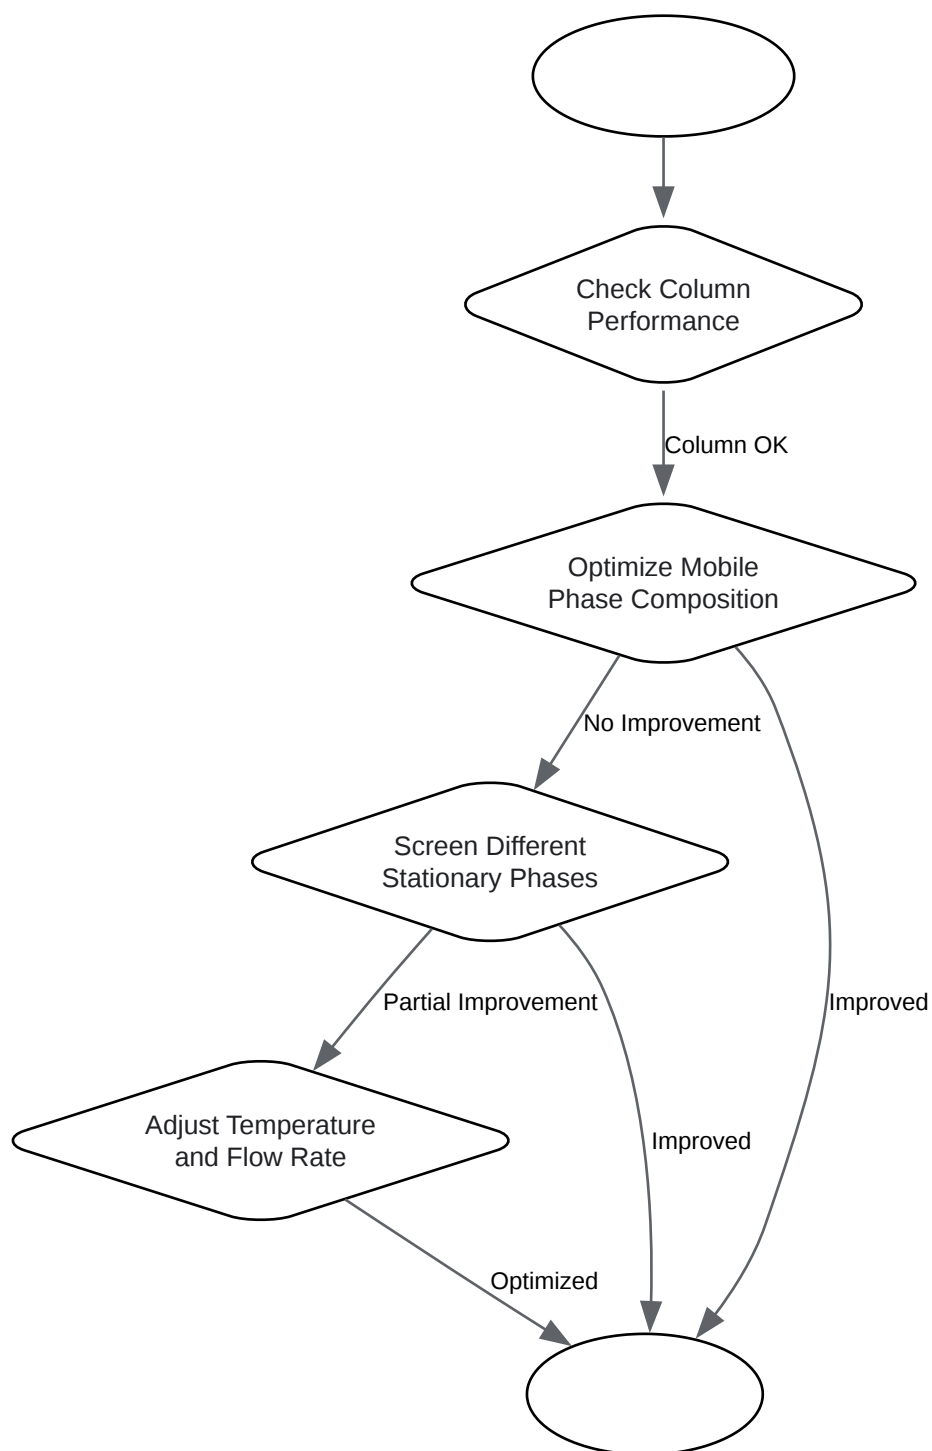 Check Column
Performance
Column OK
Optimize Mobile
Phase Composition
No Improvement
Screen Different
Stationary Phases
Partial Improvement
Improved
Adjust Temperature
and Flow Rate
Improved
Optimized